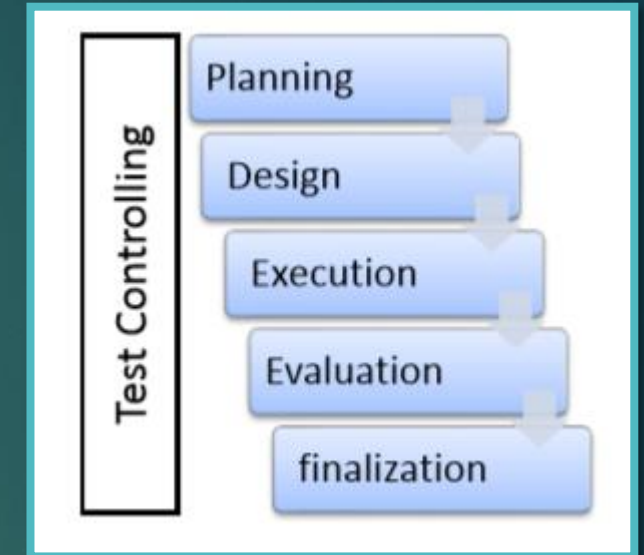 Test Controlling
Planning
Design
Execution
Evaluation
finalization